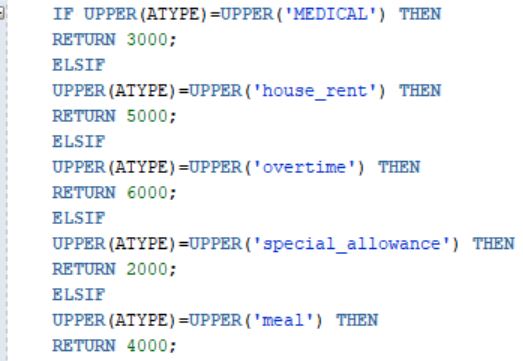 IF UPPER(ATYPE)=UPPER('MEDICAL') THEN
RETURN 3000;
ELSIF
UPPER(ATYPE)=UPPER('house_rent') THEN
RETURN 5000;
ELSIF
UPPER(ATYPE)=UPPER('overtime') THEN
RETURN 6000;
ELSIF
UPPER(ATYPE)=UPPER('special_allowance') THEN
RETURN 2000;
ELSIF
UPPER(ATYPE)=UPPER('meal') THEN
RETURN 4000;